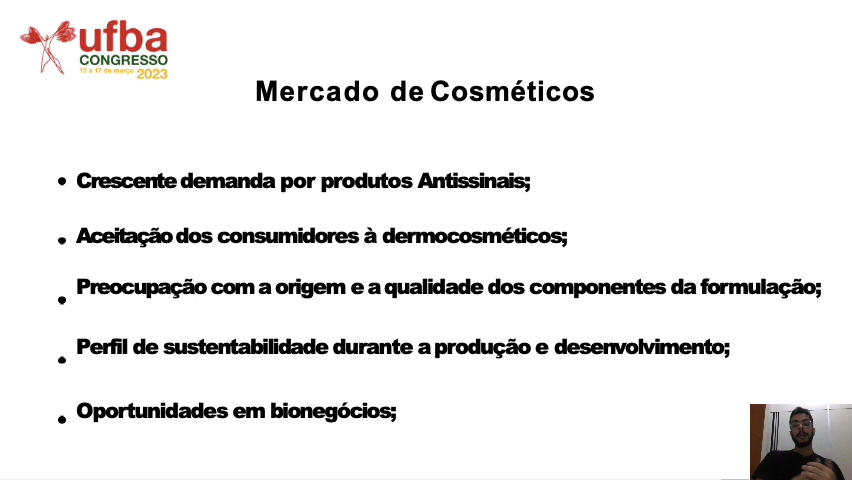 ufba
CONGRESSO
13 a 17 de março 2023
Mercado de Cosméticos
• Crescente demanda por produtos Antissinais;
• Aceitação dos consumidores à dermocosméticos;
• Preocupação com a origem e a qualidade dos componentes da formulação;
• Perfil de sustentabilidade durante a produção e desenvolvimento;
• Oportunidades em bionegócios;